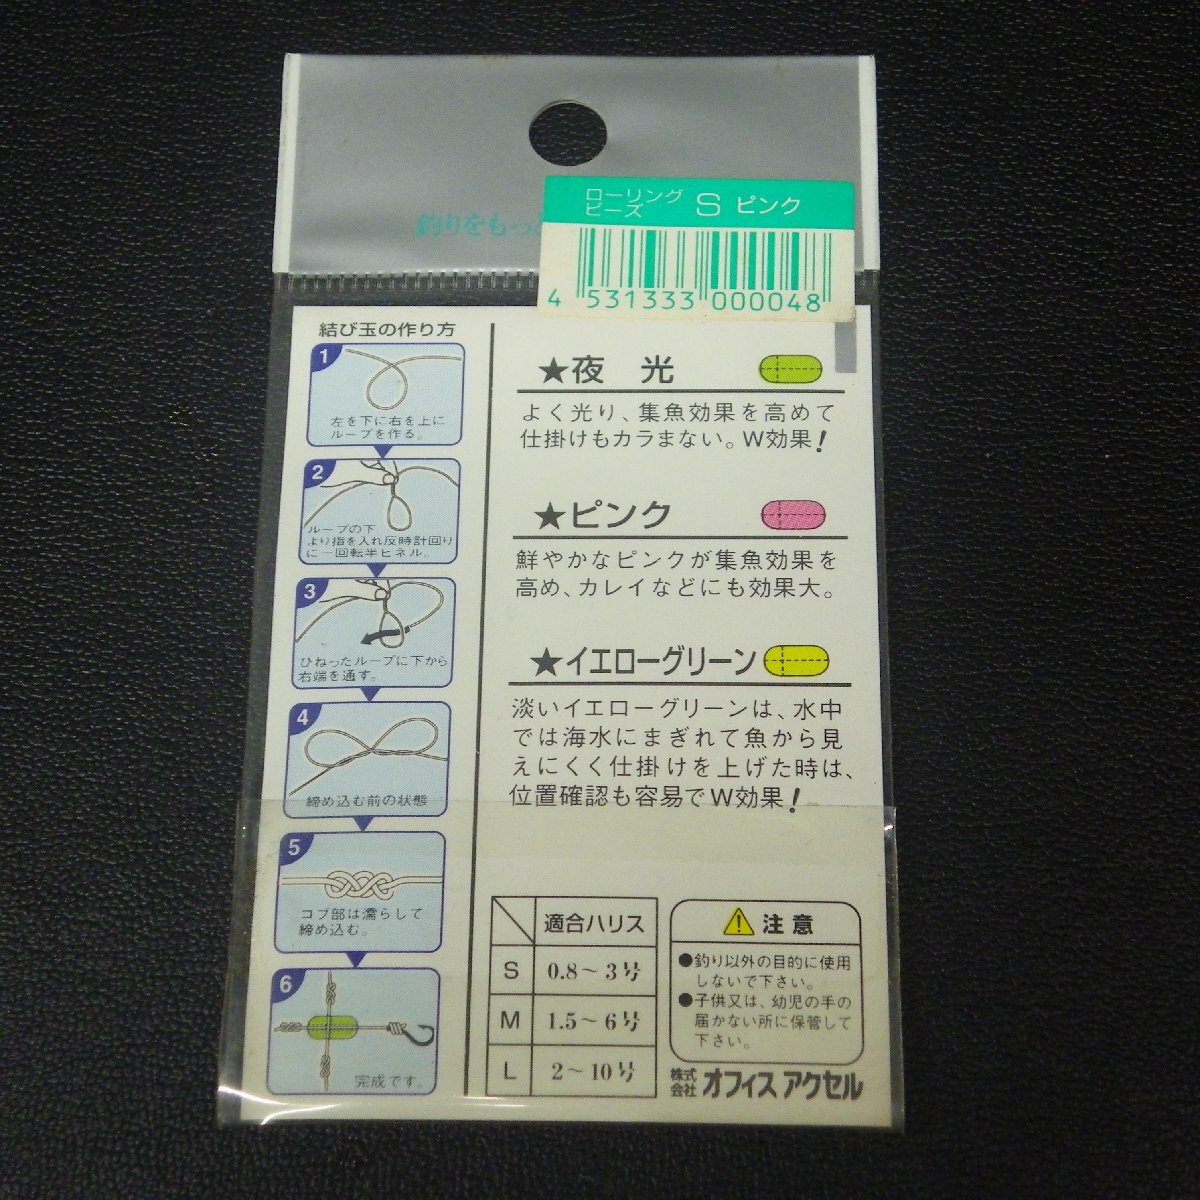 釣りをもっと
ローリング
ビーズ
S ピンク
4 531333 000048
結び玉の作り方
1
左を下に右を上に
ループを作る。
2
ループの下
より指を入れ反時計回り
に一回転半ヒネル。
3
ひねったループに下から
右端を通す。
4
締め込む前の状態
5
コブ部は濡らして
締め込む。
6
完成です。
★夜 光
よく光り、集魚効果を高めて
仕掛けもカラまない。W効果!
★ピンク
鮮やかなピンクが集魚効果を
高め、カレイなどにも効果大。
★イエローグリーン
淡いイエローグリーンは、水中
では海水にまぎれて魚から見
えにくく仕掛けを上げた時は、
位置確認も容易でW効果!
適合ハリス
S 0.8〜3号
M 1.5〜6号
L 2〜10号
注意
●釣り以外の目的に使用
しないで下さい。
●子供又は、幼児の手の
届かない所に保管して
下さい。
株式会社 オフィスアクセル